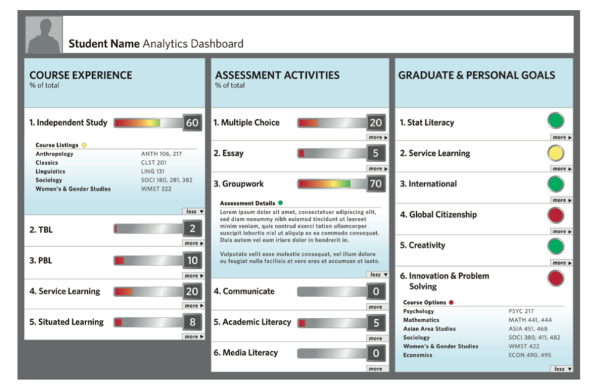 Student Name Analytics Dashboard
COURSE EXPERIENCE
% of total
1. Independent Study 60
Course Listings
Anthropology ANTH 106, 217
Classics CLST 201
Linguistics LING 131
Sociology SOCI 180, 281, 382
Women's & Gender Studies WMST 322
less ▼
2. TBL 2
more ▶
3. PBL 10
more ▶
4. Service Learning 20
more ▶
5. Situated Learning 8
more ▶
ASSESSMENT ACTIVITIES
% of total
1. Multiple Choice 20
more ▶
2. Essay 5
more ▶
3. Groupwork 70
Assessment Details
Lorem ipsum dolor sit amet, consectetuer adipiscing elit,
sed diam nonummy nibh euismod tincidunt ut laoreet
minim veniam, quis nostrud exerci tation ullamcorper
suscipit lobortis nisl ut aliquip ex ea commodo consequat.
Duis autem vel eum iriure dolor in hendrerit in.
Vulputate velit esse molestie consequat, vel illum dolore
eu feugiat nulla facilisis at vero eros et accumsan et iusto.
less ▼
4. Communicate 0
more ▶
5. Academic Literacy 5
more ▶
6. Media Literacy 0
more
GRADUATE & PERSONAL GOALS
1. Stat Literacy
more ▶
2. Service Learning
more ▶
3. International
more ▶
4. Global Citizenship
more ▶
5. Creativity
more ▶
6. Innovation & Problem
Solving
Course Options
Psychology PSYC 217
Mathematics MATH 441, 444
Asian Area Studies ASIA 451, 468
Sociology SOCI 380, 411, 482
Women's & Gender Studies WMST 422
Economics ECON 490, 495
less ▼